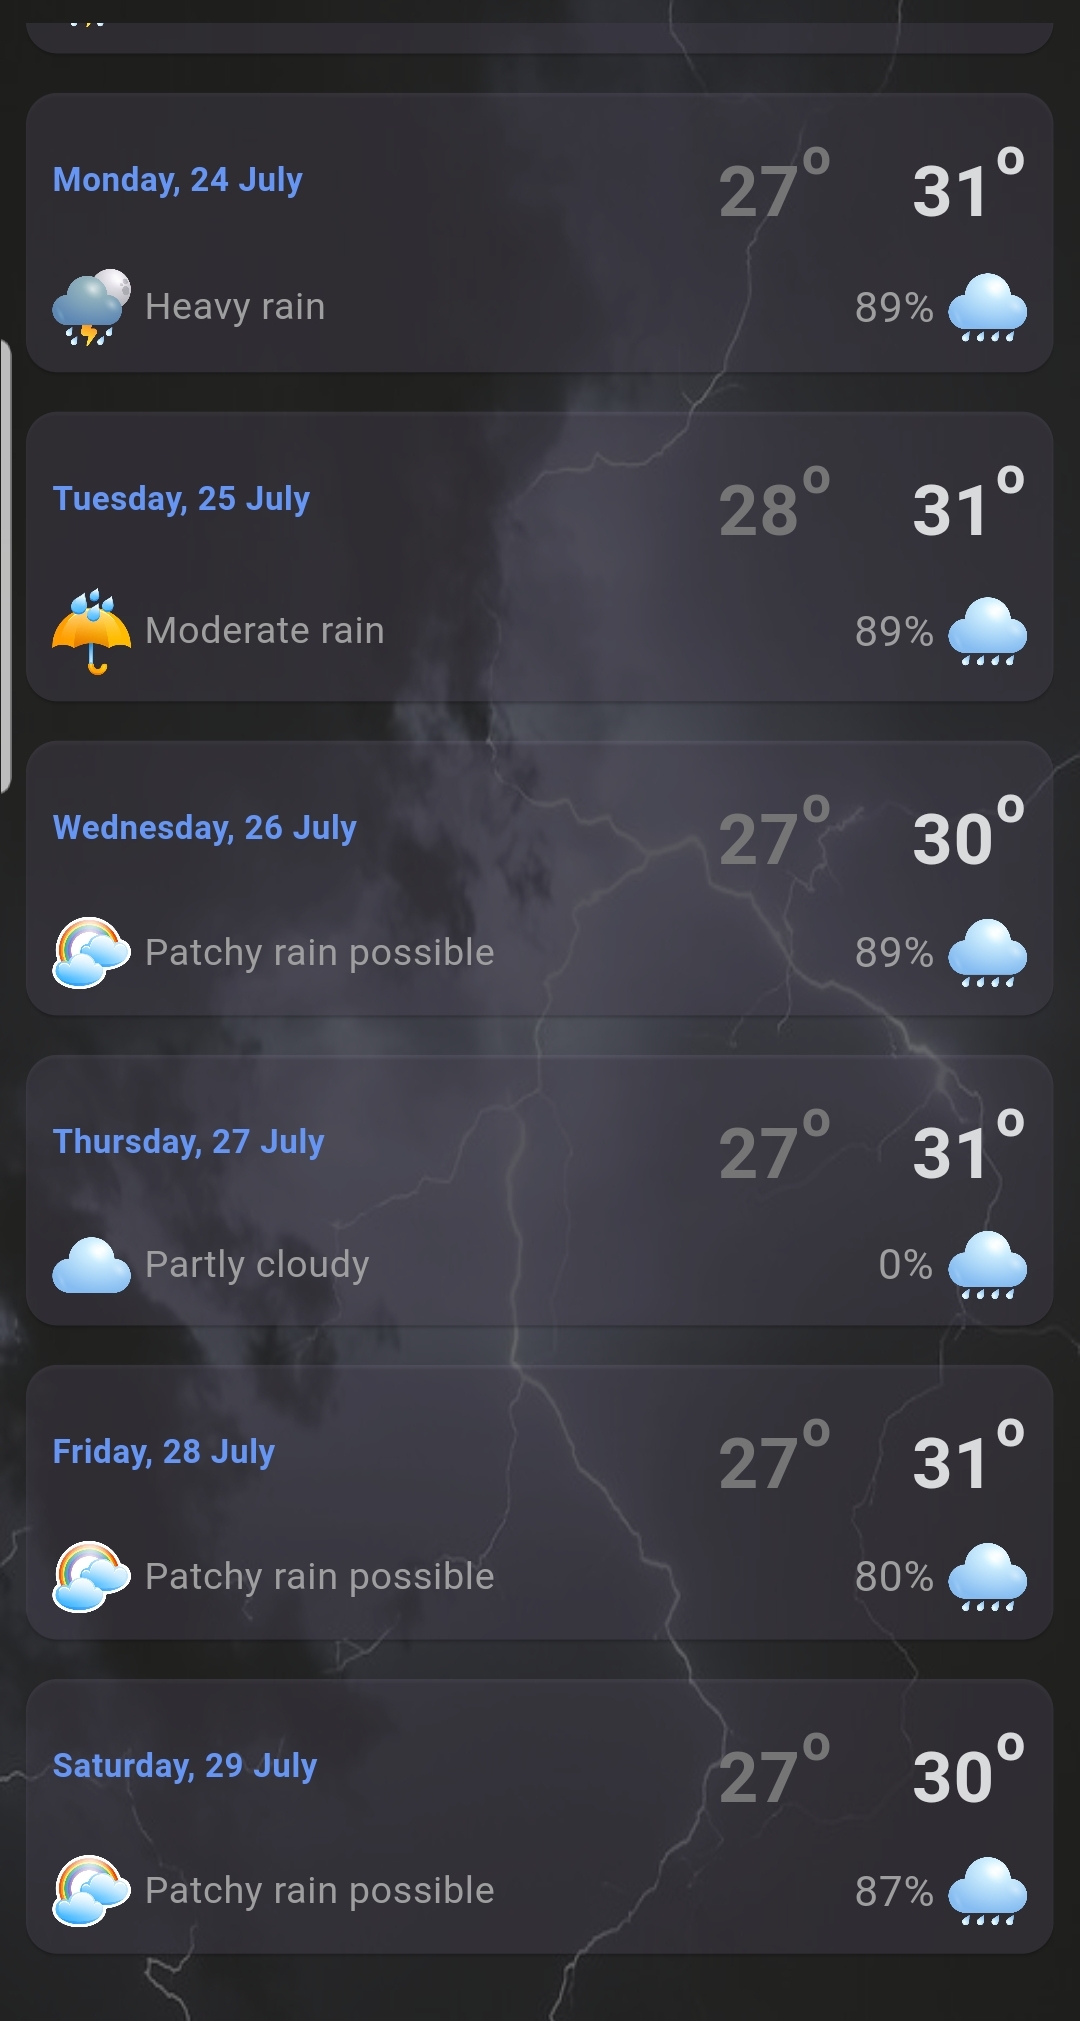 Monday, 24 July 27° 31°
Heavy rain 89%
Tuesday, 25 July 28° 31°
Moderate rain 89%
Wednesday, 26 July 27° 30°
Patchy rain possible 89%
Thursday, 27 July 27° 31°
Partly cloudy 0%
Friday, 28 July 27° 31°
Patchy rain possible 80%
Saturday, 29 July 27° 30°
Patchy rain possible 87%